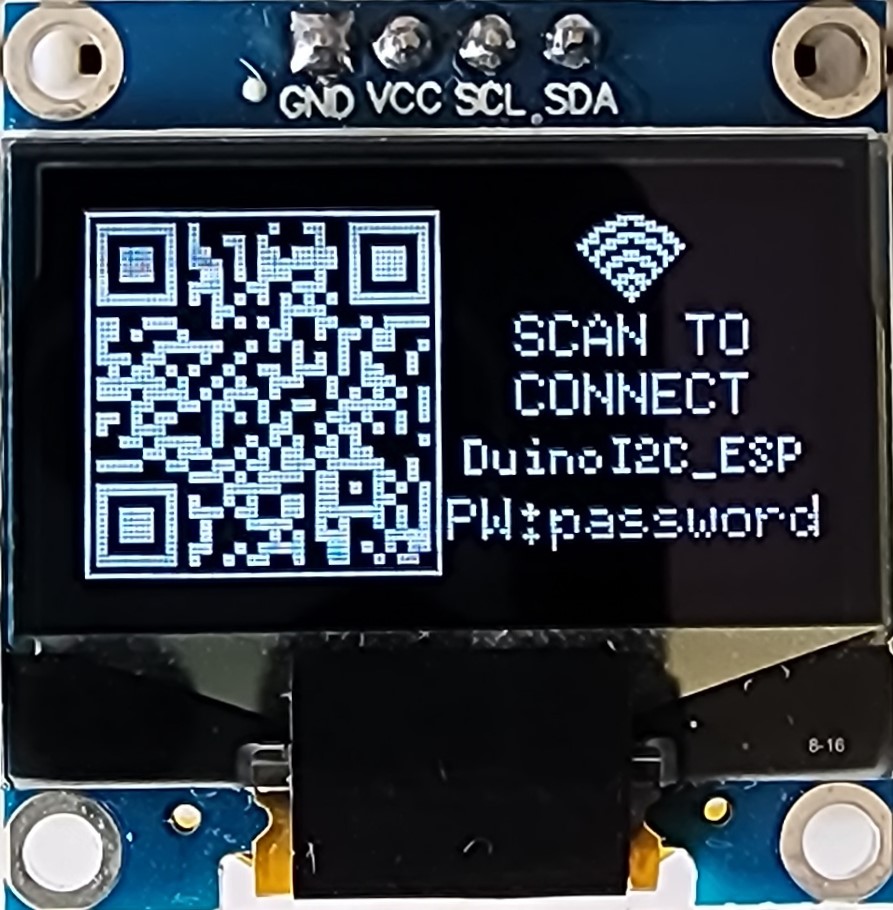 GND VCC SCL SDA
SCAN TO
CONNECT
DuinoI2C_ESP
PW:password
8-16